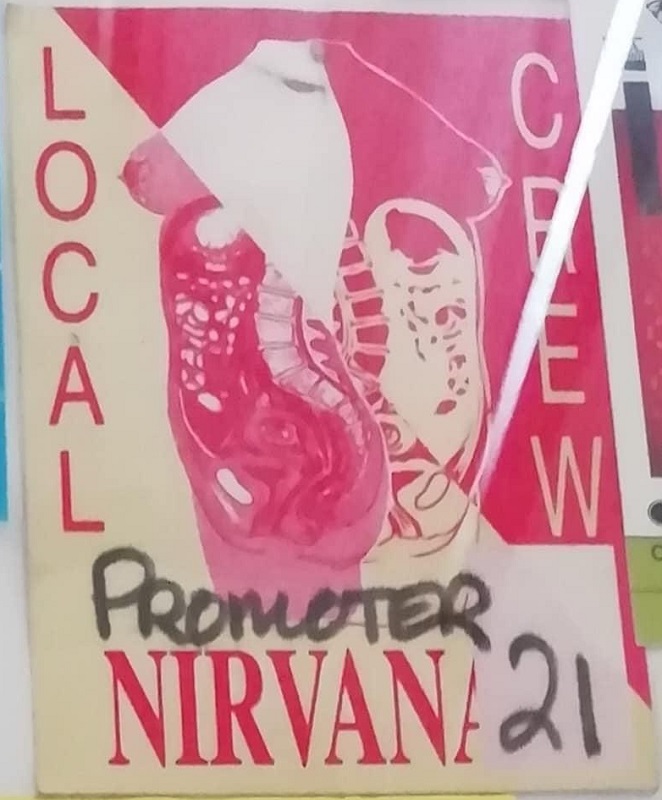 LOCAL
CREW
PROMOTER
NIRVANA
21